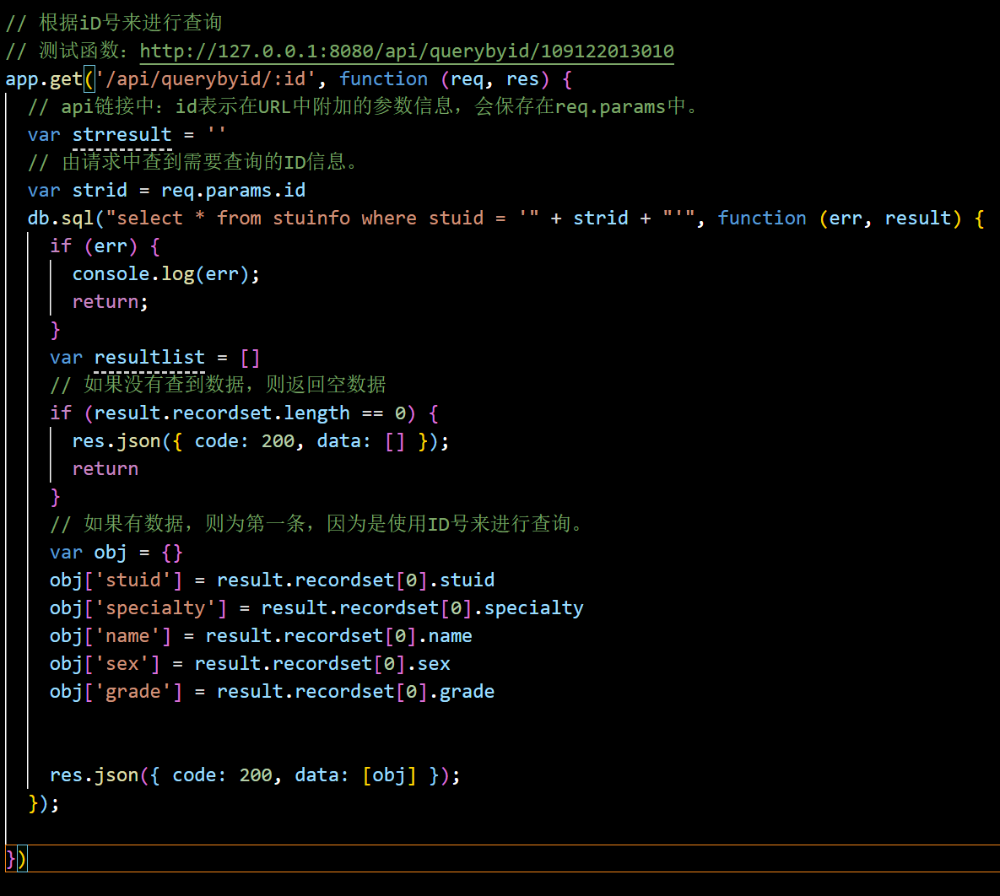 // 根据iD号来进行查询
// 测试函数：http://127.0.0.1:8080/api/querybyid/109122013010
app.get('/api/querybyid/:id', function (req, res) {
  // api链接中：id表示在URL中附加的参数信息，会保存在req.params中。
  var strresult = ''
  // 由请求中查到需要查询的ID信息。
  var strid = req.params.id
  db.sql("select * from stuinfo where stuid = '" + strid + "'", function (err, result) {
    if (err) {
      console.log(err);
      return;
    }
    var resultlist = []
    // 如果没有查到数据，则返回空数据
    if (result.recordset.length == 0) {
      res.json({ code: 200, data: [] });
      return
    }
    // 如果有数据，则为第一条，因为是使用ID号来进行查询。
    var obj = {}
    obj['stuid'] = result.recordset[0].stuid
    obj['specialty'] = result.recordset[0].specialty
    obj['name'] = result.recordset[0].name
    obj['sex'] = result.recordset[0].sex
    obj['grade'] = result.recordset[0].grade
    res.json({ code: 200, data: [obj] });
  });
})